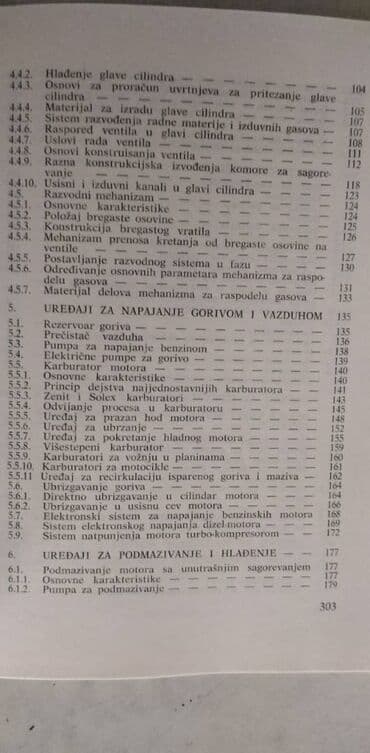 4.4.2. Hlađenje glave cilindra — — — — — — — 104
4.4.3. Osnovi za proračun uvrtnjeva za pritezanje glave
cilindra — — — — — — — — — — — 105
4.4.4. Materijal za izradu glave cilindra — — — — — 107
4.4.5. Sistem razvođenja radne materije i izduvnih gasova — 107
4.4.6. Raspored ventila u glavi cilindra — — — — — 108
4.4.7. Uslovi rada ventila — — — — — — — — 111
4.4.8. Osnovi konstruisanja ventila — — — — — — 112
4.4.9. Razna konstrukcijska izvođenja komore za sagore-
vanje — — — — — — — — — — — 118
4.4.10. Usisni i izduvni kanali u glavi cilindra — — — — 123
4.5. Razvodni mehanizam — — — — — — — — 124
4.5.1. Osnovne karakteristike — — — — — — — 124
4.5.2. Položaj bregaste osovine — — — — — — — 125
4.5.3. Konstrukcija bregastog vratila — — — — — — 126
4.5.4. Mehanizam prenosa kretanja od bregaste osovine na
ventile — — — — — — — — — — — 127
4.5.5. Postavljanje razvodnog sistema u fazu — — — — 130
4.5.6. Određivanje osnovnih parametara mehanizma za raspo-
delu gasova — — — — — — — — — — 131
4.5.7. Materijal delova mehanizma za raspodelu gasova — — 133
5. UREĐAJI ZA NAPAJANJE GORIVOM I VAZDUHOM 135
5.1. Rezervoar goriva — — — — — — — — — 135
5.2. Prečistač vazduha — — — — — — — — 136
5.3. Pumpa za napajanje benzinom — — — — — — 138
5.4. Električne pumpe za gorivo — — — — — — 139
5.5. Karburator motora — — — — — — — — 140
5.5.1. Osnovne karakteristike — — — — — — — 140
5.5.2. Princip dejstva najjednostavnijih karburatora — — 141
5.5.3. Zenit i Solex karburatori — — — — — — — 143
5.5.4. Odvijanje procesa u karburatoru — — — — — 145
5.5.5. Uređaj za prazan hod motora — — — — — — 148
5.5.6. Uređaj za ubrzanje — — — — — — — — 152
5.5.7. Uređaj za pokretanje hladnog motora — — — — 155
5.5.8. Višestepeni karburator — — — — — — — 159
5.5.9. Karburatori za vožnju u planinama — — — — — 160
5.5.10. Karburatori za motocikle — — — — — — — 161
5.5.11 Uređaj za recirkulaciju isparenog goriva i maziva — 162
5.6. Ubrizgavanje goriva — — — — — — — — 164
5.6.1. Direktno ubrizgavanje u cilindar motora — — — — 164
5.6.2. Ubrizgavanje u usisnu cev motora — — — — — 166
5.7. Elektronski sistem za napajanje benzinskih motora 168
5.8. Sistem elektronskog napajanja dizel-motora — — — 169
5.9. Sistem natpunjenja motora turbo-kompresorom — — 172
6. UREĐAJI ZA PODMAZIVANJE I HLAĐENJE — — 177
6.1. Podmazivanje motora sa unutrašnjim sagorevanjem 177
6.1.1. Osnovne karakteristike — — — — — — — 177
6.1.2. Pumpa za podmazivanje — — — — — — — 179
303